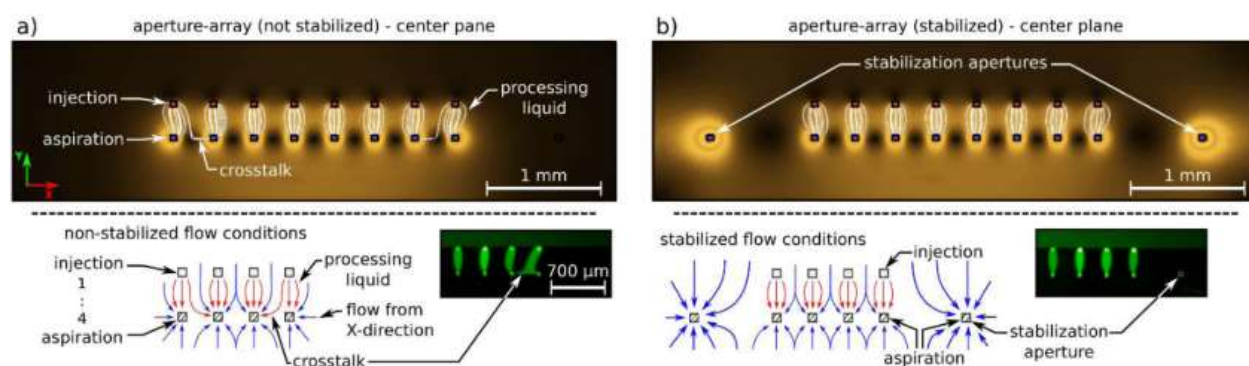 a)
aperture-array (not stabilized) - center pane
injection
aspiration
processing
liquid
crosstalk
Y
X
1 mm
non-stabilized flow conditions
injection
1
:
4
aspiration
processing
liquid
flow from
X-direction
crosstalk
700 µm
b)
aperture-array (stabilized) - center plane
stabilization apertures
1 mm
stabilized flow conditions
injection
aspiration
stabilization
aperture